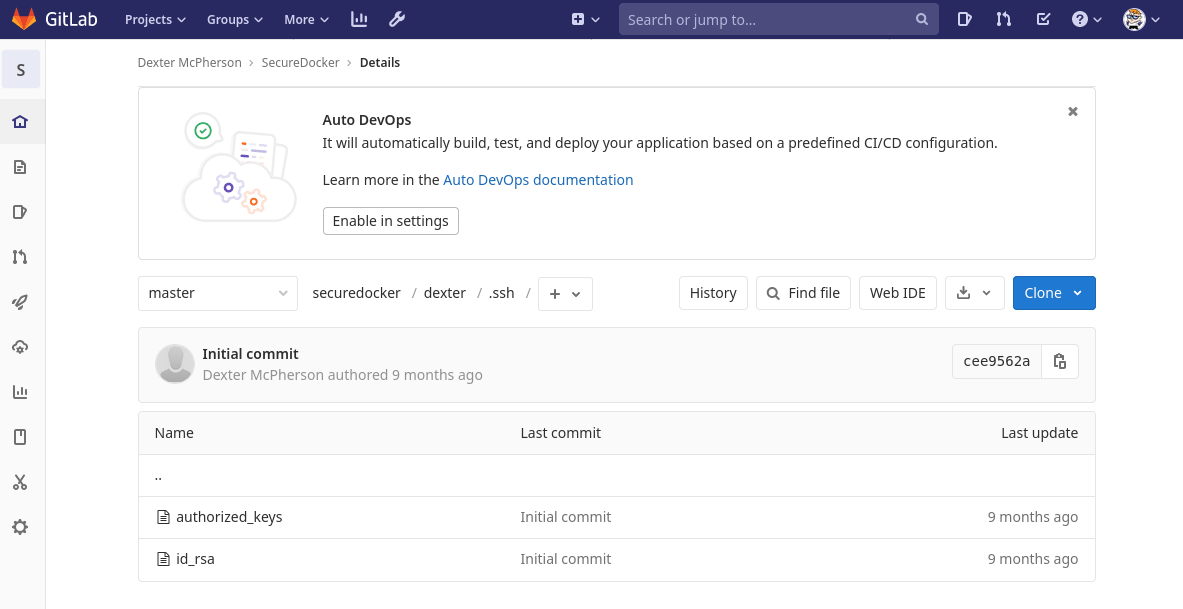 GitLab Projects Groups More Search or jump to...
S
Dexter McPherson > SecureDocker > Details
Auto DevOps
It will automatically build, test, and deploy your application based on a predefined CI/CD configuration.
Learn more in the Auto DevOps documentation
Enable in settings
master securedocker / dexter / .ssh / + History Find file Web IDE Clone
Initial commit
Dexter McPherson authored 9 months ago
cee9562a
Name Last commit Last update
..
authorized_keys Initial commit 9 months ago
id_rsa Initial commit 9 months ago